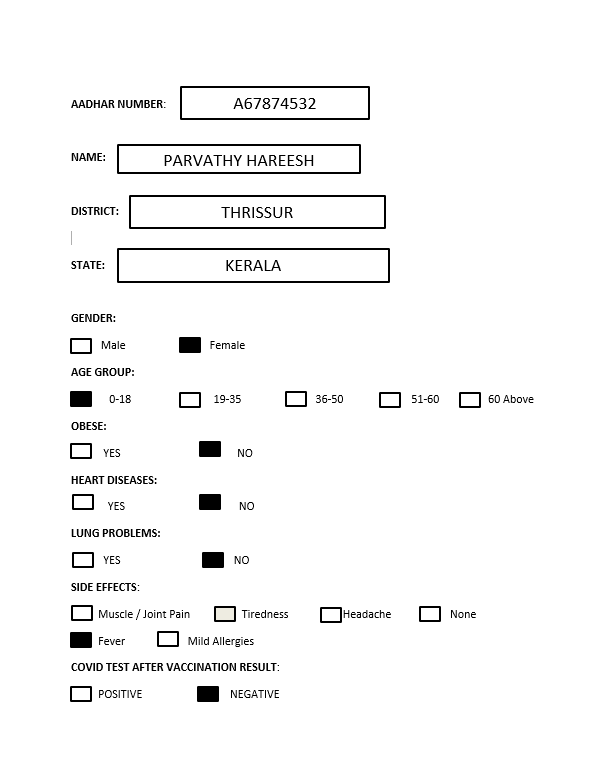 AADHAR NUMBER: A67874532
NAME: PARVATHY HAREESH
DISTRICT: THRISSUR
STATE: KERALA
GENDER:
Male Female
AGE GROUP:
0-18 19-35 36-50 51-60 60 Above
OBESE:
YES NO
HEART DISEASES:
YES NO
LUNG PROBLEMS:
YES NO
SIDE EFFECTS:
Muscle / Joint Pain Tiredness Headache None
Fever Mild Allergies
COVID TEST AFTER VACCINATION RESULT:
POSITIVE NEGATIVE